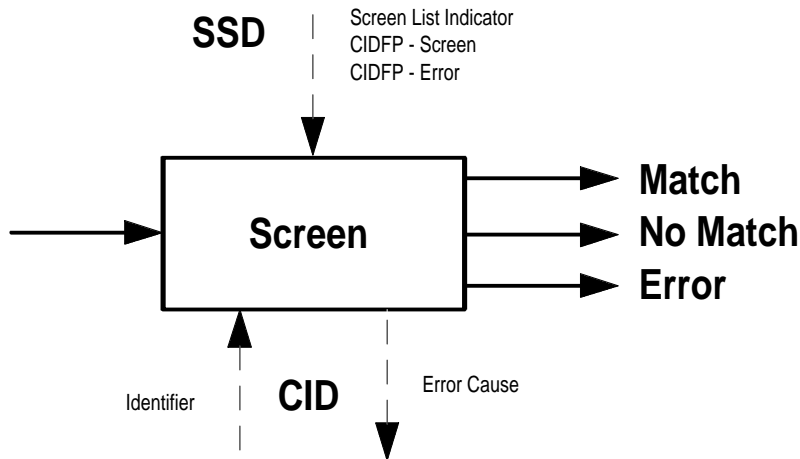 SSD
Screen List Indicator
CIDFP - Screen
CIDFP - Error
Match
Screen
No Match
Error
Identifier
CID
Error Cause